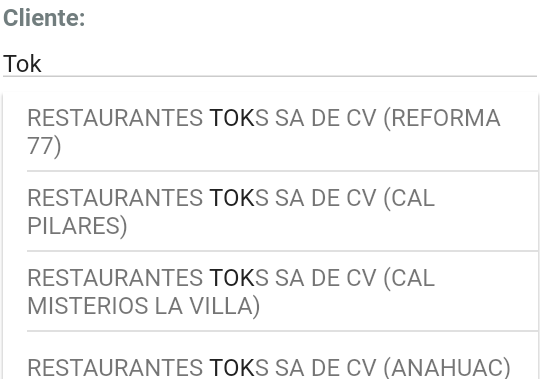 Cliente:
Tok
RESTAURANTES TOKS SA DE CV (REFORMA
77)
RESTAURANTES TOKS SA DE CV (CAL
PILARES)
RESTAURANTES TOKS SA DE CV (CAL
MISTERIOS LA VILLA)
RESTAURANTES TOKS SA DE CV (ANAHUAC)